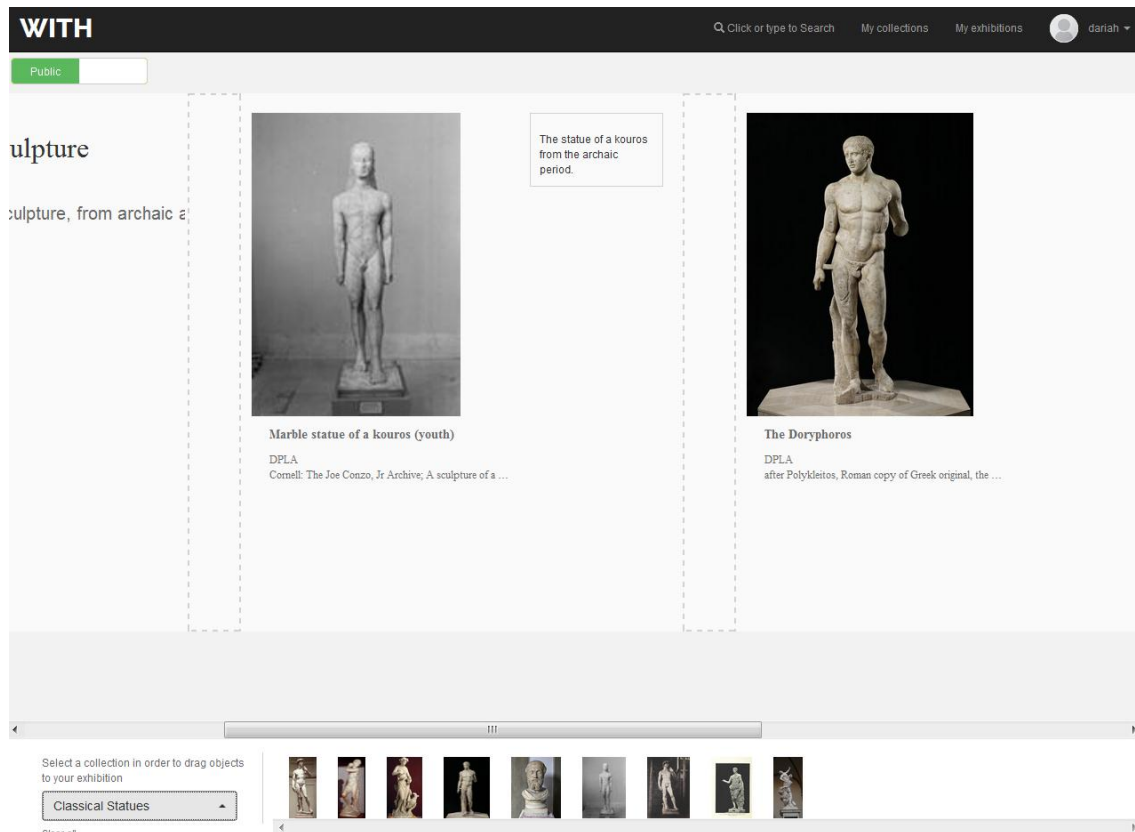 WITH
Click or type to Search
My collections
My exhibitions
dariah
Public
ulpture
culpture, from archaic a
The statue of a kouros
from the archaic
period.
Marble statue of a kouros (youth)
DPLA
Cornell: The Joe Conzo, Jr Archive; A sculpture of a …
The Doryphoros
DPLA
after Polykleitos, Roman copy of Greek original, the …
Select a collection in order to drag objects
to your exhibition
Classical Statues